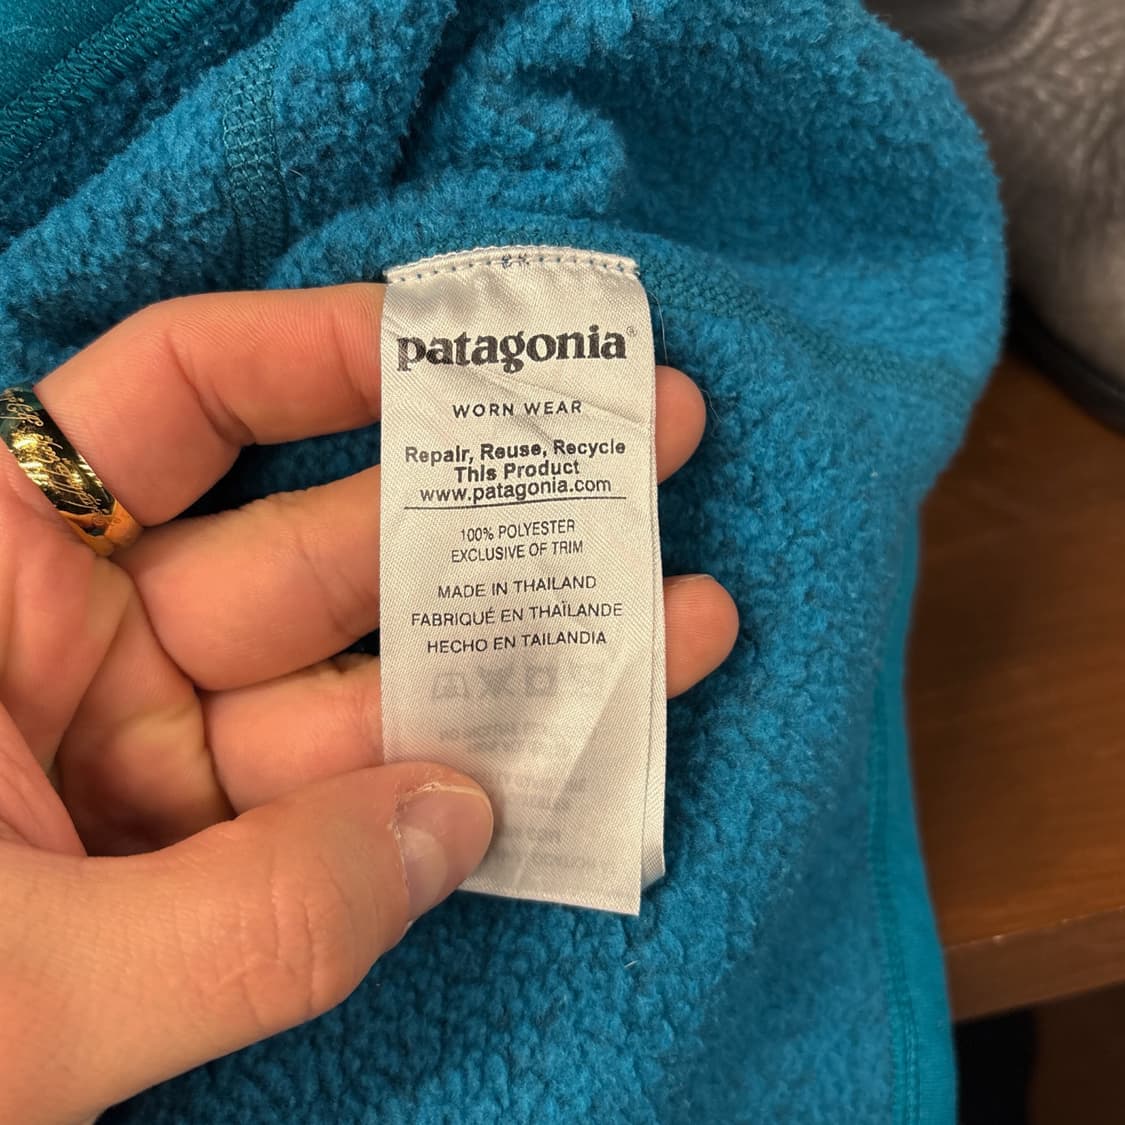 patagonia®
WORN WEAR
Repair, Reuse, Recycle
This Product
www.patagonia.com
100% POLYESTER
EXCLUSIVE OF TRIM
MADE IN THAILAND
FABRIQUÉ EN THAÏLANDE
HECHO EN TAILANDIA